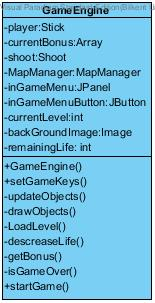 GameEngine
-player:Stick
-currentBonus:Array
-shoot:Shoot
-MapManager:MapManager
-inGameMenu:JPanel
-inGameMenuButton:JButton
-currentLevel:int
-backGroundImage:Image
-remainingLife: int
+GameEngine()
+setGameKeys()
-updateObjects()
-drawObjects()
-LoadLevel()
-descreaseLife()
-getBonus()
-isGameOver()
+startGame()